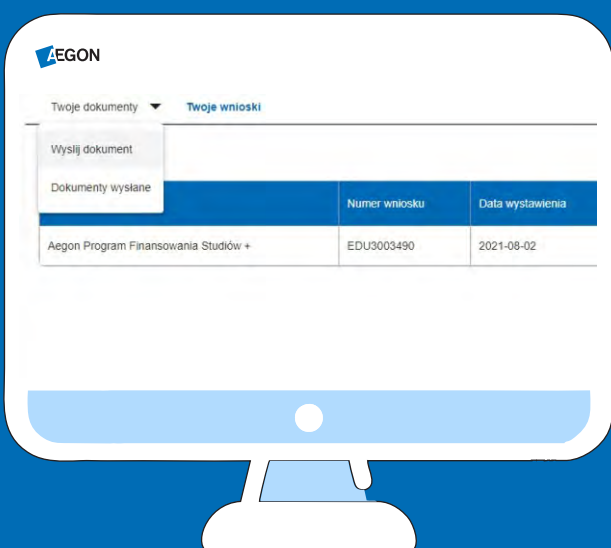 AEGON
Twoje dokumenty Twoje wnioski
Wyślij dokument
Dokumenty wysłane
Numer wniosku Data wystawienia
Aegon Program Finansowania Studiów + EDU3003490 2021-08-02